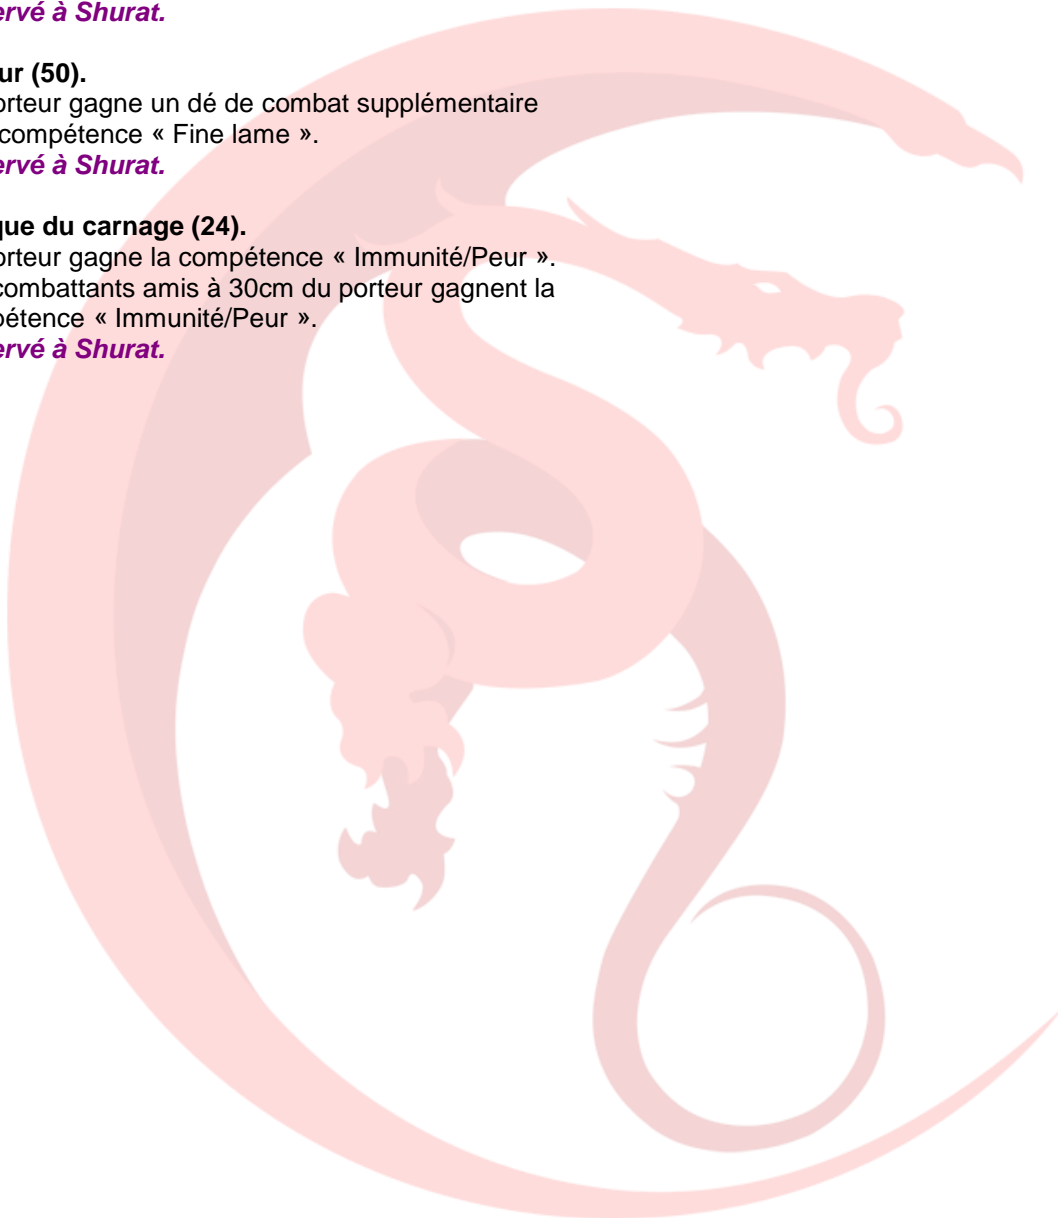 ervé à Shurat.
ur (50).
orteur gagne un dé de combat supplémentaire
compétence « Fine lame ».
ervé à Shurat.
que du carnage (24).
orteur gagne la compétence « Immunité/Peur ».
combattants amis à 30cm du porteur gagnent la
pétence « Immunité/Peur ».
ervé à Shurat.